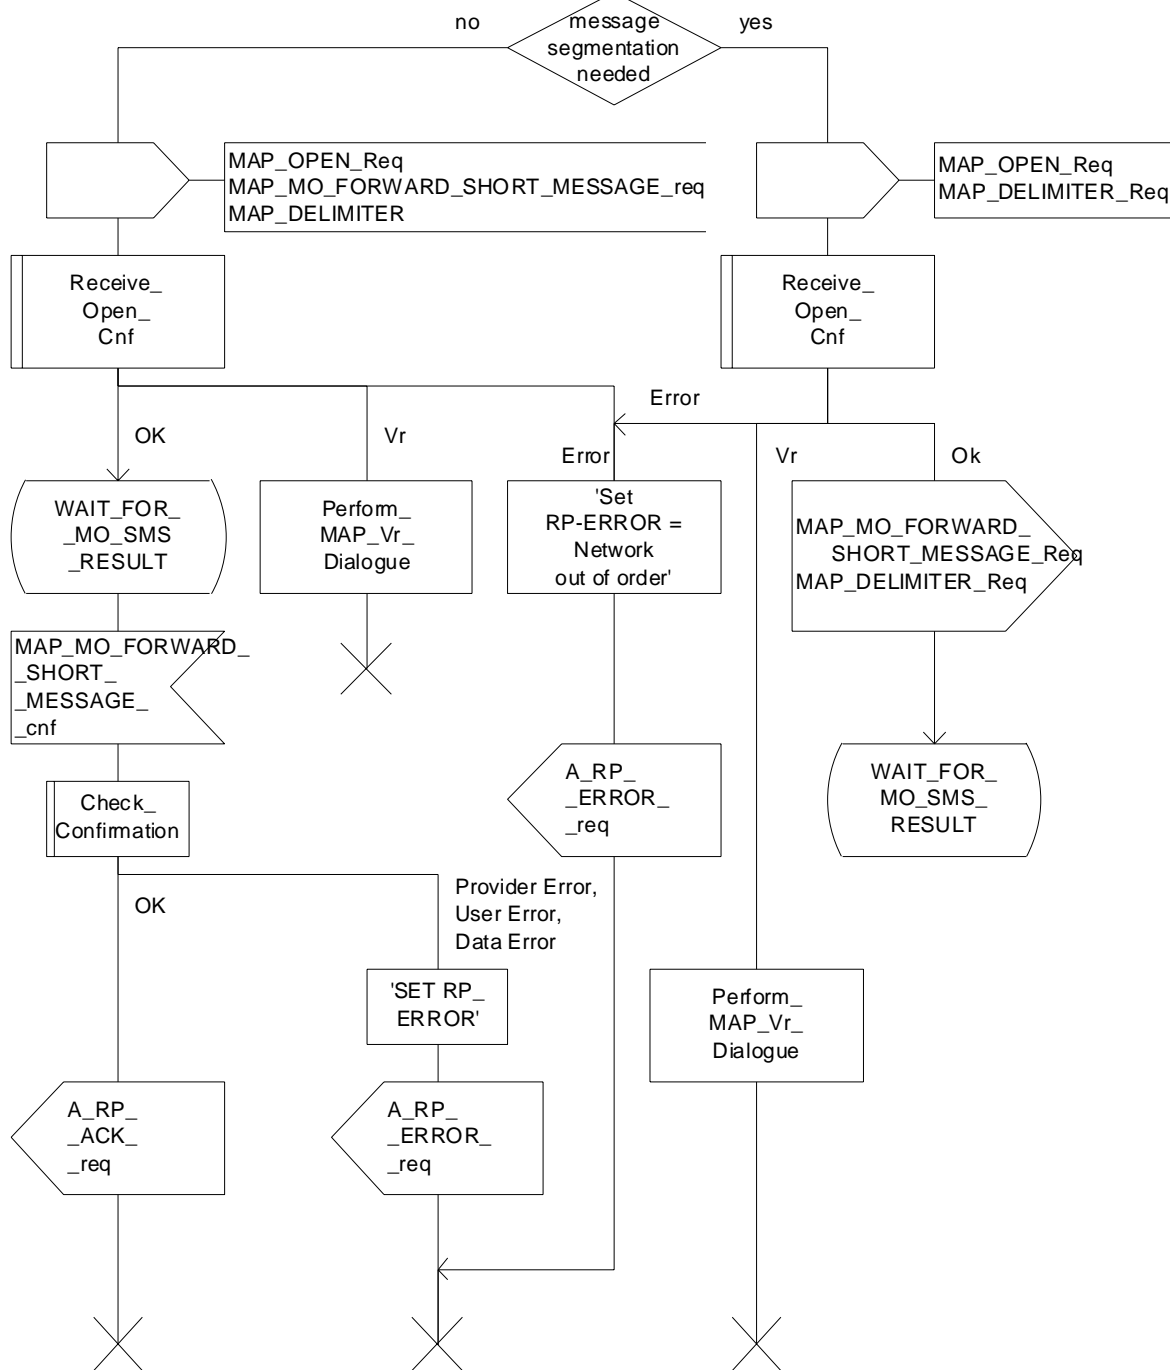 no
message
segmentation
needed
yes
MAP_OPEN_Req
MAP_MO_FORWARD_SHORT_MESSAGE_req
MAP_DELIMITER
MAP_OPEN_Req
MAP_DELIMITER_Req
Receive_
Open_
Cnf
Receive_
Open_
Cnf
Error
OK
Vr
Error
Vr
Ok
WAIT_FOR_
_MO_SMS
_RESULT
Perform_
MAP_Vr_
Dialogue
'Set
RP-ERROR =
Network
out of order'
MAP_MO_FORWARD_
SHORT_MESSAGE_Req
MAP_DELIMITER_Req
MAP_MO_FORWARD_
_SHORT_
_MESSAGE_
_cnf
A_RP_
_ERROR_
_req
WAIT_FOR_
MO_SMS_
RESULT
Check_
Confirmation
OK
Provider Error,
User Error,
Data Error
'SET RP_
ERROR'
Perform_
MAP_Vr_
Dialogue
A_RP_
_ACK_
_req
A_RP_
_ERROR_
_req